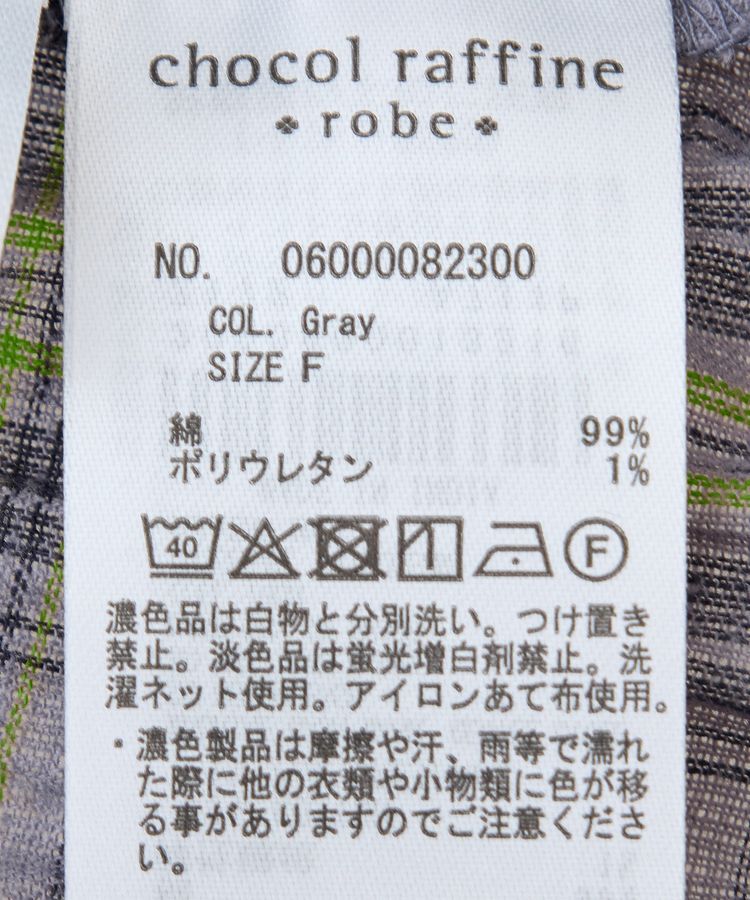 chocol raffine
robe
NO. 06000082300
COL. Gray
SIZE F
綿 99%
ポリウレタン 1%
40 F
濃色品は白物と分別洗い。つけ置き
禁止。淡色品は蛍光増白剤禁止。洗
濯ネット使用。アイロンあて布使用。
・濃色製品は摩擦や汗、雨等で濡れ
た際に他の衣類や小物類に色が移
る事がありますのでご注意くださ
い。